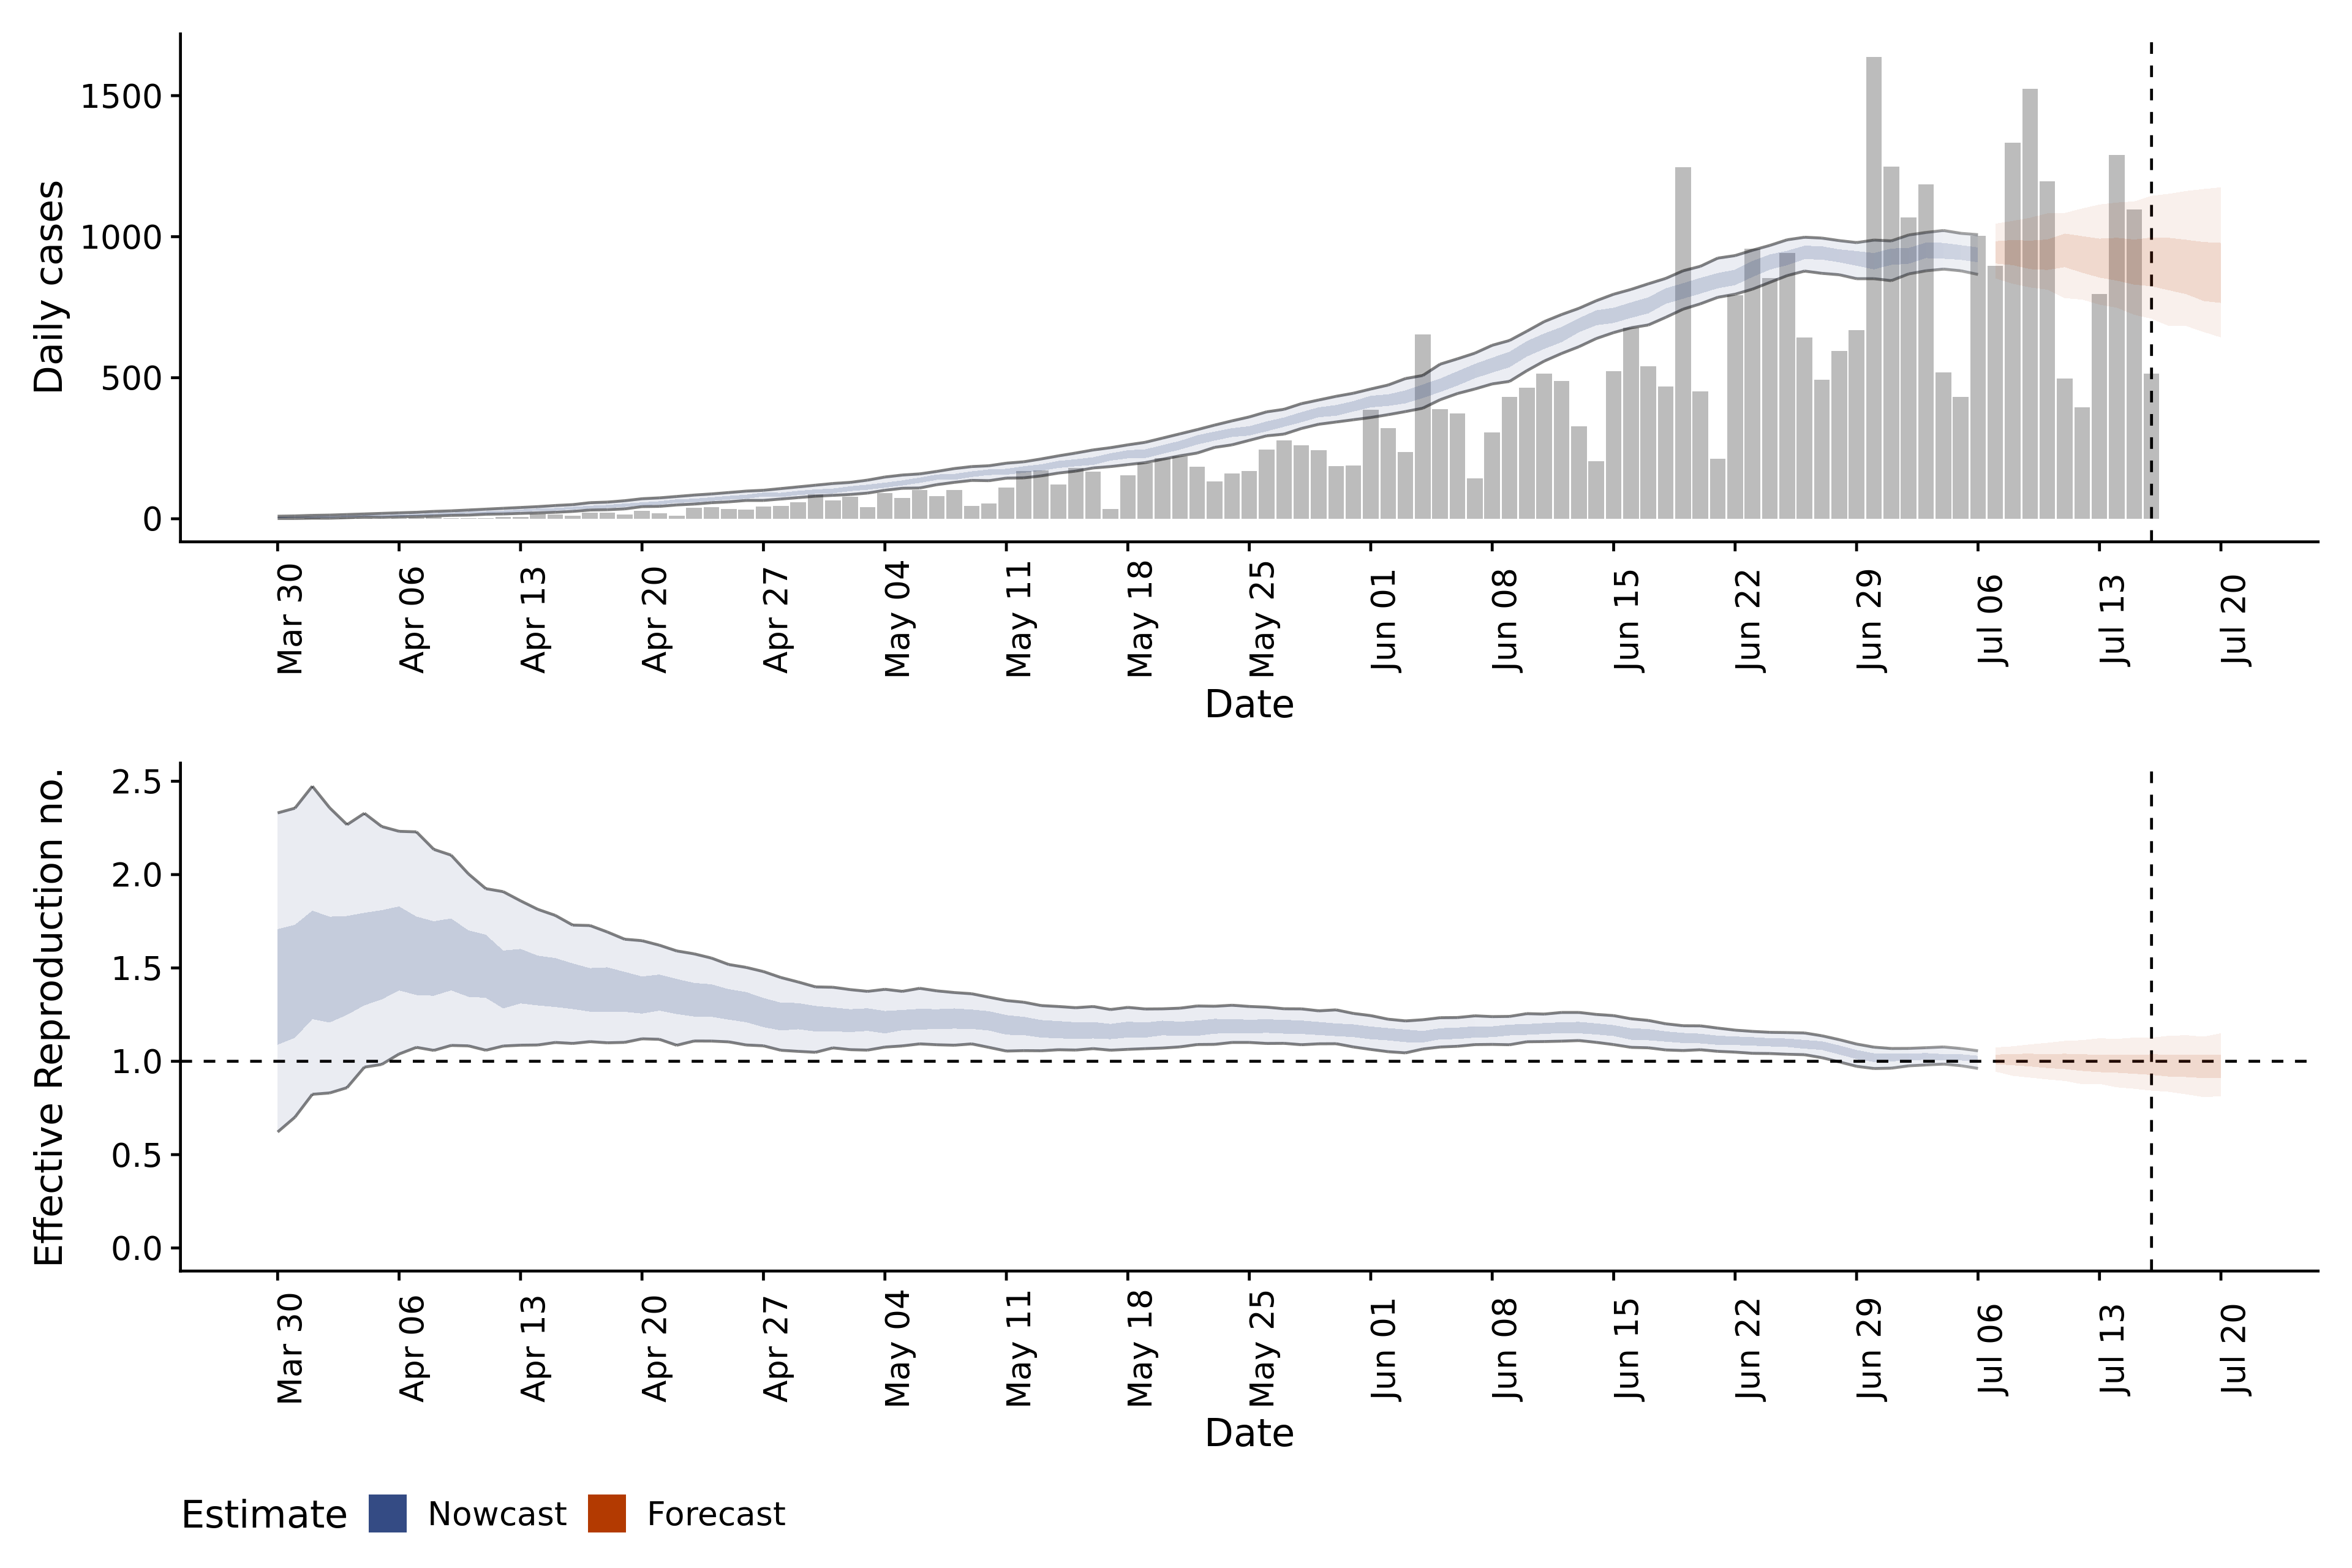 Daily cases
1500
1000
500
0
Mar 30
Apr 06
Apr 13
Apr 20
Apr 27
May 04
May 11
May 18
May 25
Jun 01
Jun 08
Jun 15
Jun 22
Jun 29
Jul 06
Jul 13
Jul 20
Date
Effective Reproduction no.
2.5
2.0
1.5
1.0
0.5
0.0
Mar 30
Apr 06
Apr 13
Apr 20
Apr 27
May 04
May 11
May 18
May 25
Jun 01
Jun 08
Jun 15
Jun 22
Jun 29
Jul 06
Jul 13
Jul 20
Date
Estimate Nowcast Forecast